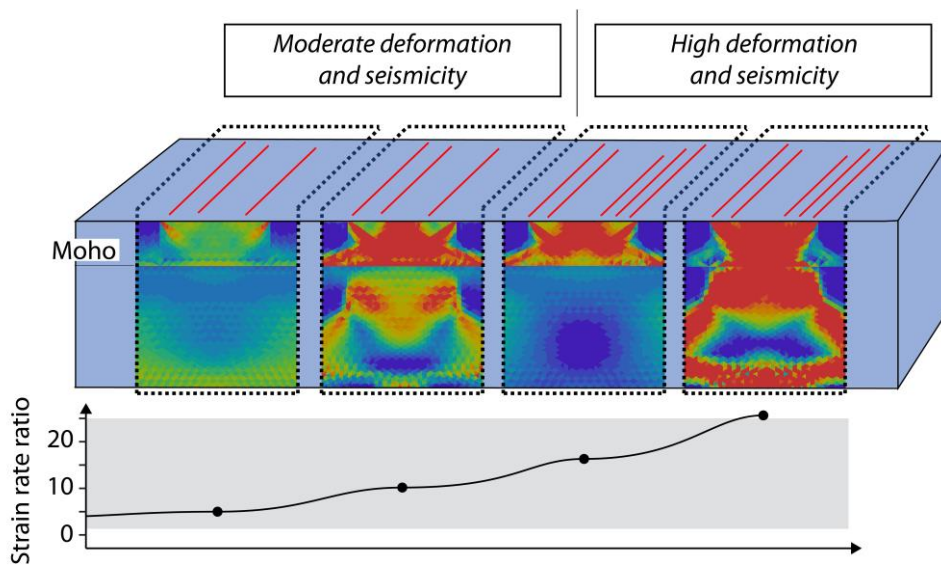 Moderate deformation
and seismicity
High deformation
and seismicity
Moho
Strain rate ratio
20
10
0